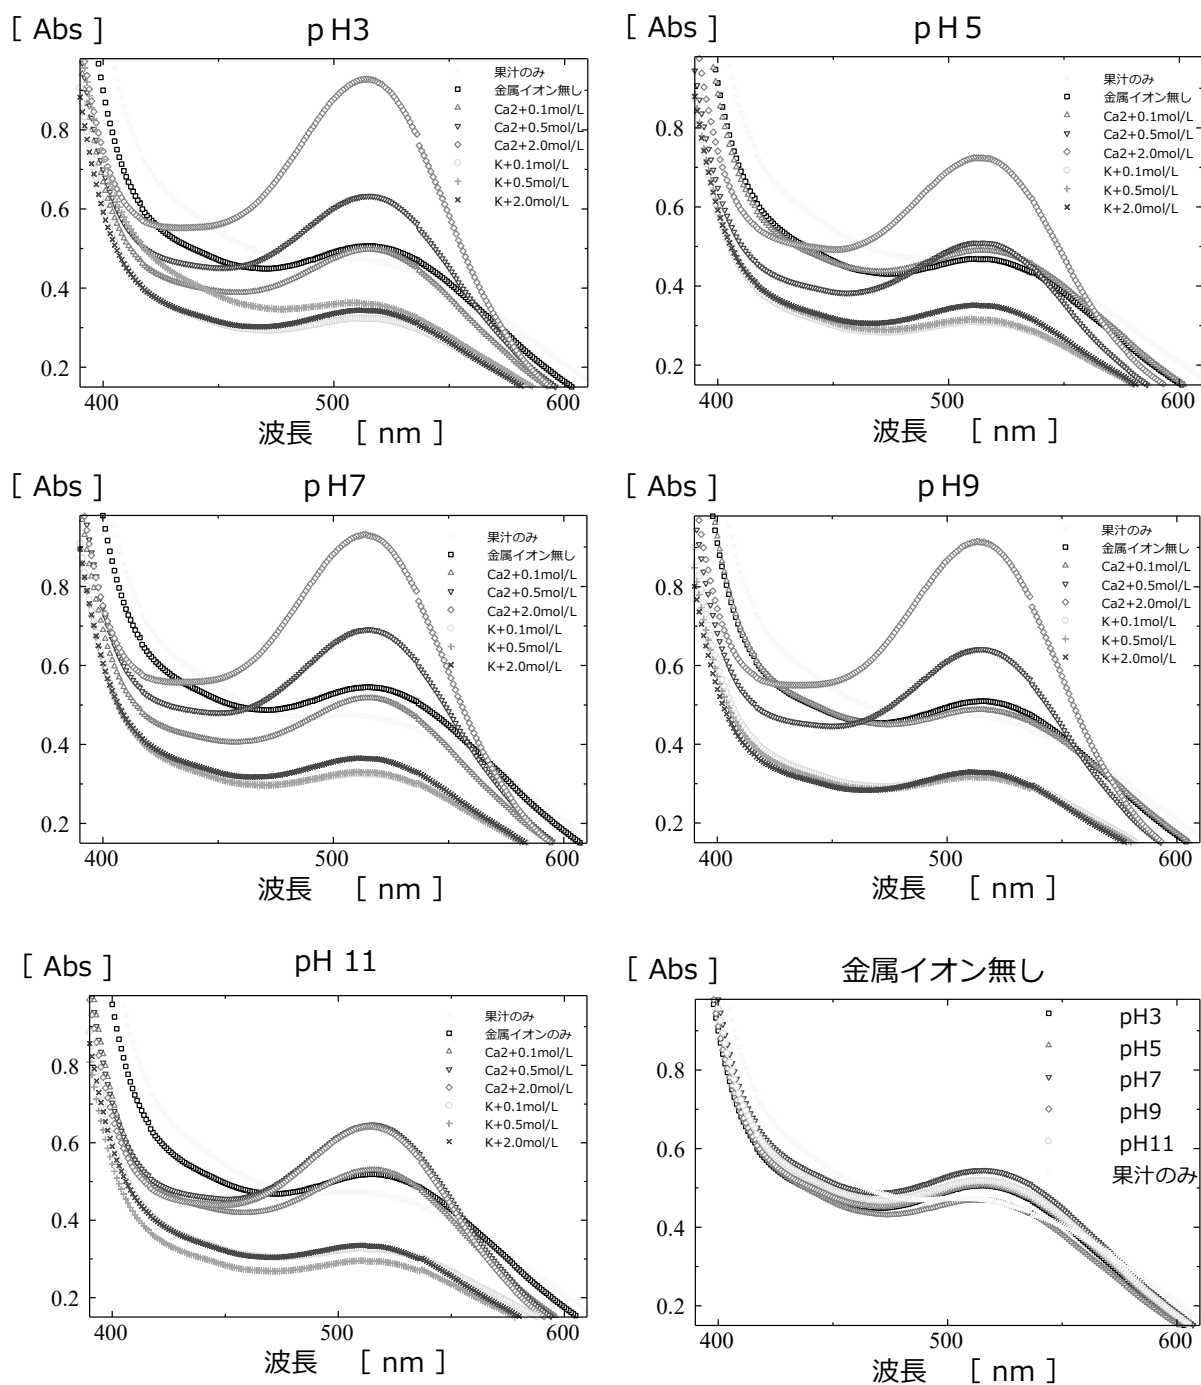 [ Abs ]
p H3
0.8
0.6
0.4
0.2
400
500
600
波長 [ nm ]
果汁のみ
金属イオン無し
Ca2+0.1mol/L
Ca2+0.5mol/L
Ca2+2.0mol/L
K+0.1mol/L
K+0.5mol/L
K+2.0mol/L
[ Abs ]
p H 5
0.8
0.6
0.4
0.2
400
500
600
波長 [ nm ]
果汁のみ
金属イオン無し
Ca2+0.1mol/L
Ca2+0.5mol/L
Ca2+2.0mol/L
K+0.1mol/L
K+0.5mol/L
K+2.0mol/L
[ Abs ]
p H7
0.8
0.6
0.4
0.2
400
500
600
波長 [ nm ]
果汁のみ
金属イオン無し
Ca2+0.1mol/L
Ca2+0.5mol/L
Ca2+2.0mol/L
K+0.1mol/L
K+0.5mol/L
K+2.0mol/L
[ Abs ]
p H9
0.8
0.6
0.4
0.2
400
500
600
波長 [ nm ]
果汁のみ
金属イオン無し
Ca2+0.1mol/L
Ca2+0.5mol/L
Ca2+2.0mol/L
K+0.1mol/L
K+0.5mol/L
K+2.0mol/L
[ Abs ]
pH 11
0.8
0.6
0.4
0.2
400
500
600
波長 [ nm ]
果汁のみ
金属イオンのみ
Ca2+0.1mol/L
Ca2+0.5mol/L
Ca2+2.0mol/L
K+0.1mol/L
K+0.5mol/L
K+2.0mol/L
[ Abs ]
金属イオン無し
0.8
0.6
0.4
0.2
400
500
600
波長 [ nm ]
pH3
pH5
pH7
pH9
pH11
果汁のみ